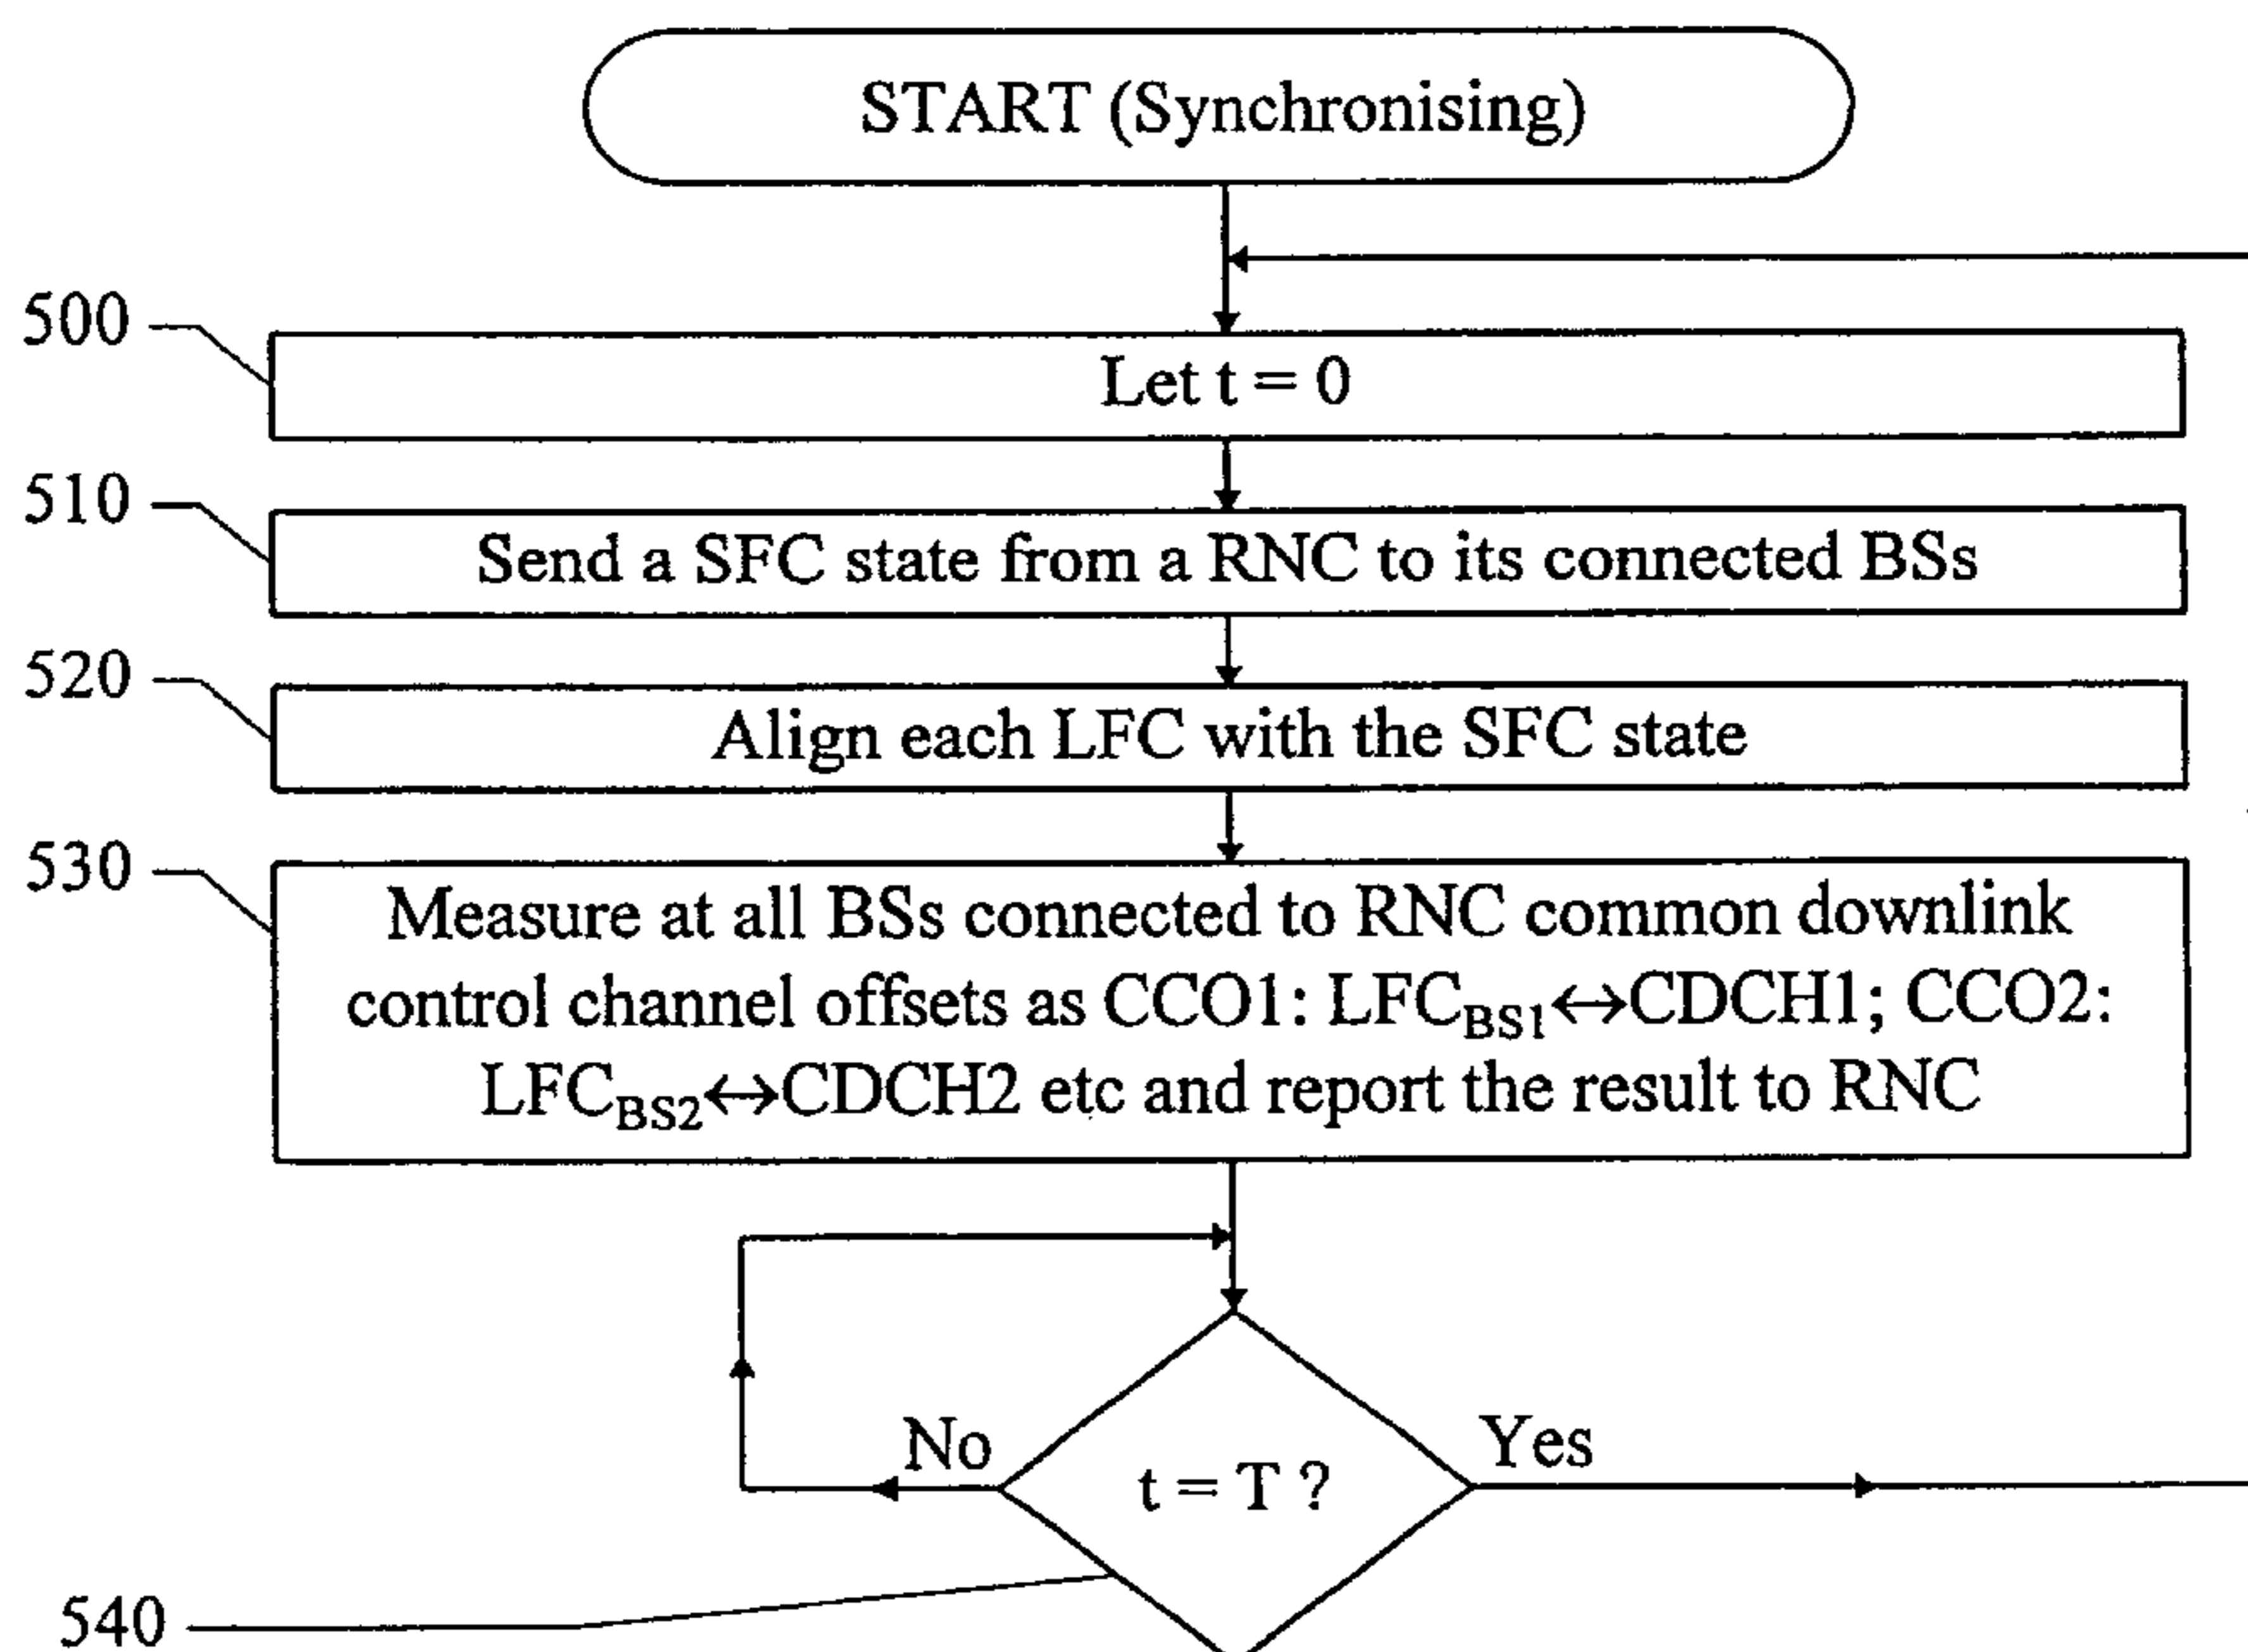 START (Synchronising)
500
Let t = 0
510
Send a SFC state from a RNC to its connected BSs
520
Align each LFC with the SFC state
530
Measure at all BSs connected to RNC common downlink
control channel offsets as CCO1: LFC_BS1↔CDCH1; CCO2:
LFC_BS2↔CDCH2 etc and report the result to RNC
No
t = T ?
Yes
540